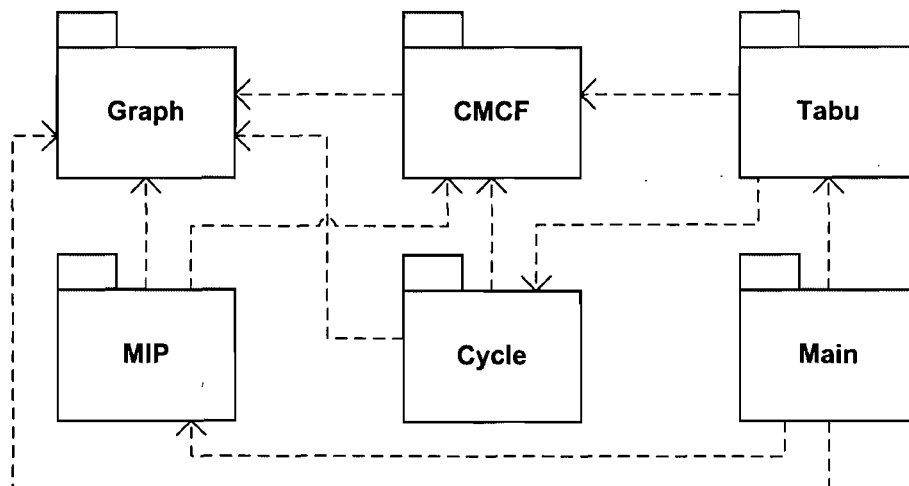 Graph
CMCF
Tabu
MIP
Cycle
Main